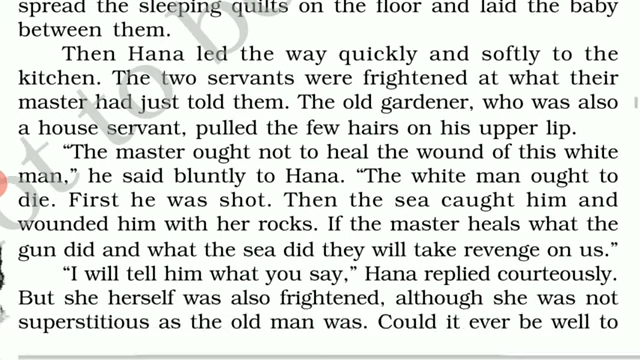 spread the sleeping quilts on the floor and laid the baby
between them.
Then Hana led the way quickly and softly to the
kitchen. The two servants were frightened at what their
master had just told them. The old gardener, who was also
a house servant, pulled the few hairs on his upper lip.
“The master ought not to heal the wound of this white
man,” he said bluntly to Hana. “The white man ought to
die. First he was shot. Then the sea caught him and
wounded him with her rocks. If the master heals what the
gun did and what the sea did they will take revenge on us.”
“I will tell him what you say,” Hana replied courteously.
But she herself was also frightened, although she was not
superstitious as the old man was. Could it ever be well to